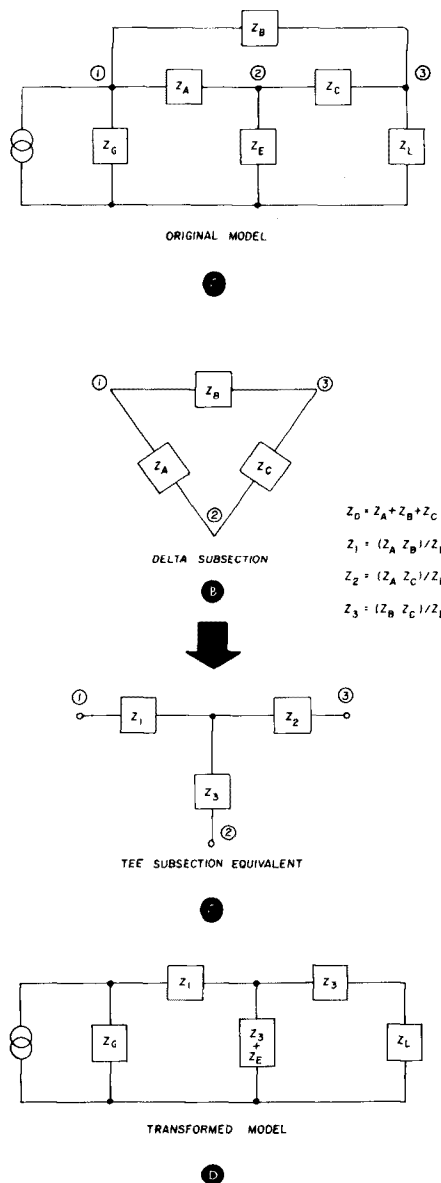 Z_B
① ② ③
Z_A Z_C
Z_G Z_E Z_L
ORIGINAL MODEL
① ③
Z_B
Z_A Z_C
②
DELTA SUBSECTION
B
Z_D = Z_A + Z_B + Z_C
Z_1 = (Z_A Z_B)/Z
Z_2 = (Z_A Z_C)/Z
Z_3 = (Z_B Z_C)/Z
① ③
Z_1 Z_2
Z_3
②
TEE SUBSECTION EQUIVALENT
Z_1 Z_3
Z_G Z_3 + Z_E Z_L
TRANSFORMED MODEL
D